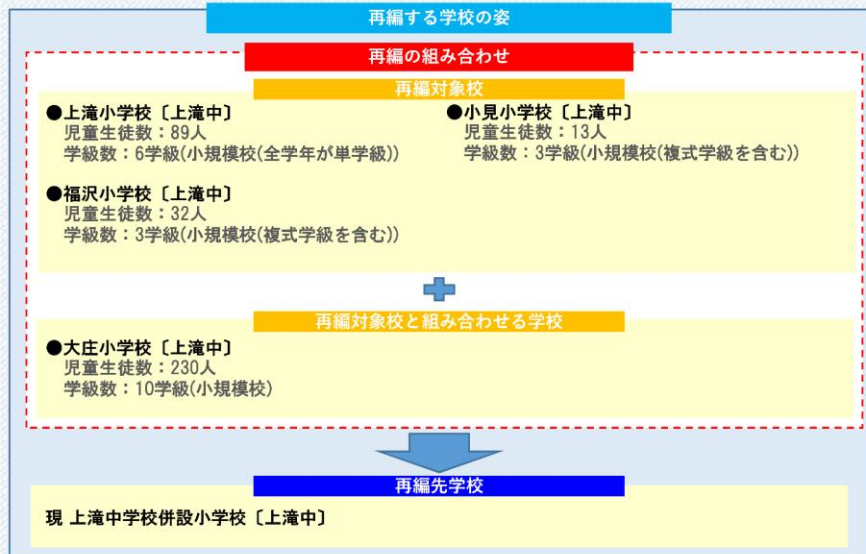 再編する学校の姿
再編の組み合わせ
再編対象校
●上滝小学校〔上滝中〕
児童生徒数：89人
学級数：6学級(小規模校(全学年が単学級))
●福沢小学校〔上滝中〕
児童生徒数：32人
学級数：3学級(小規模校(複式学級を含む))
●小見小学校〔上滝中〕
児童生徒数：13人
学級数：3学級(小規模校(複式学級を含む))
再編対象校と組み合わせる学校
●大庄小学校〔上滝中〕
児童生徒数：230人
学級数：10学級(小規模校)
再編先学校
現 上滝中学校併設小学校〔上滝中〕